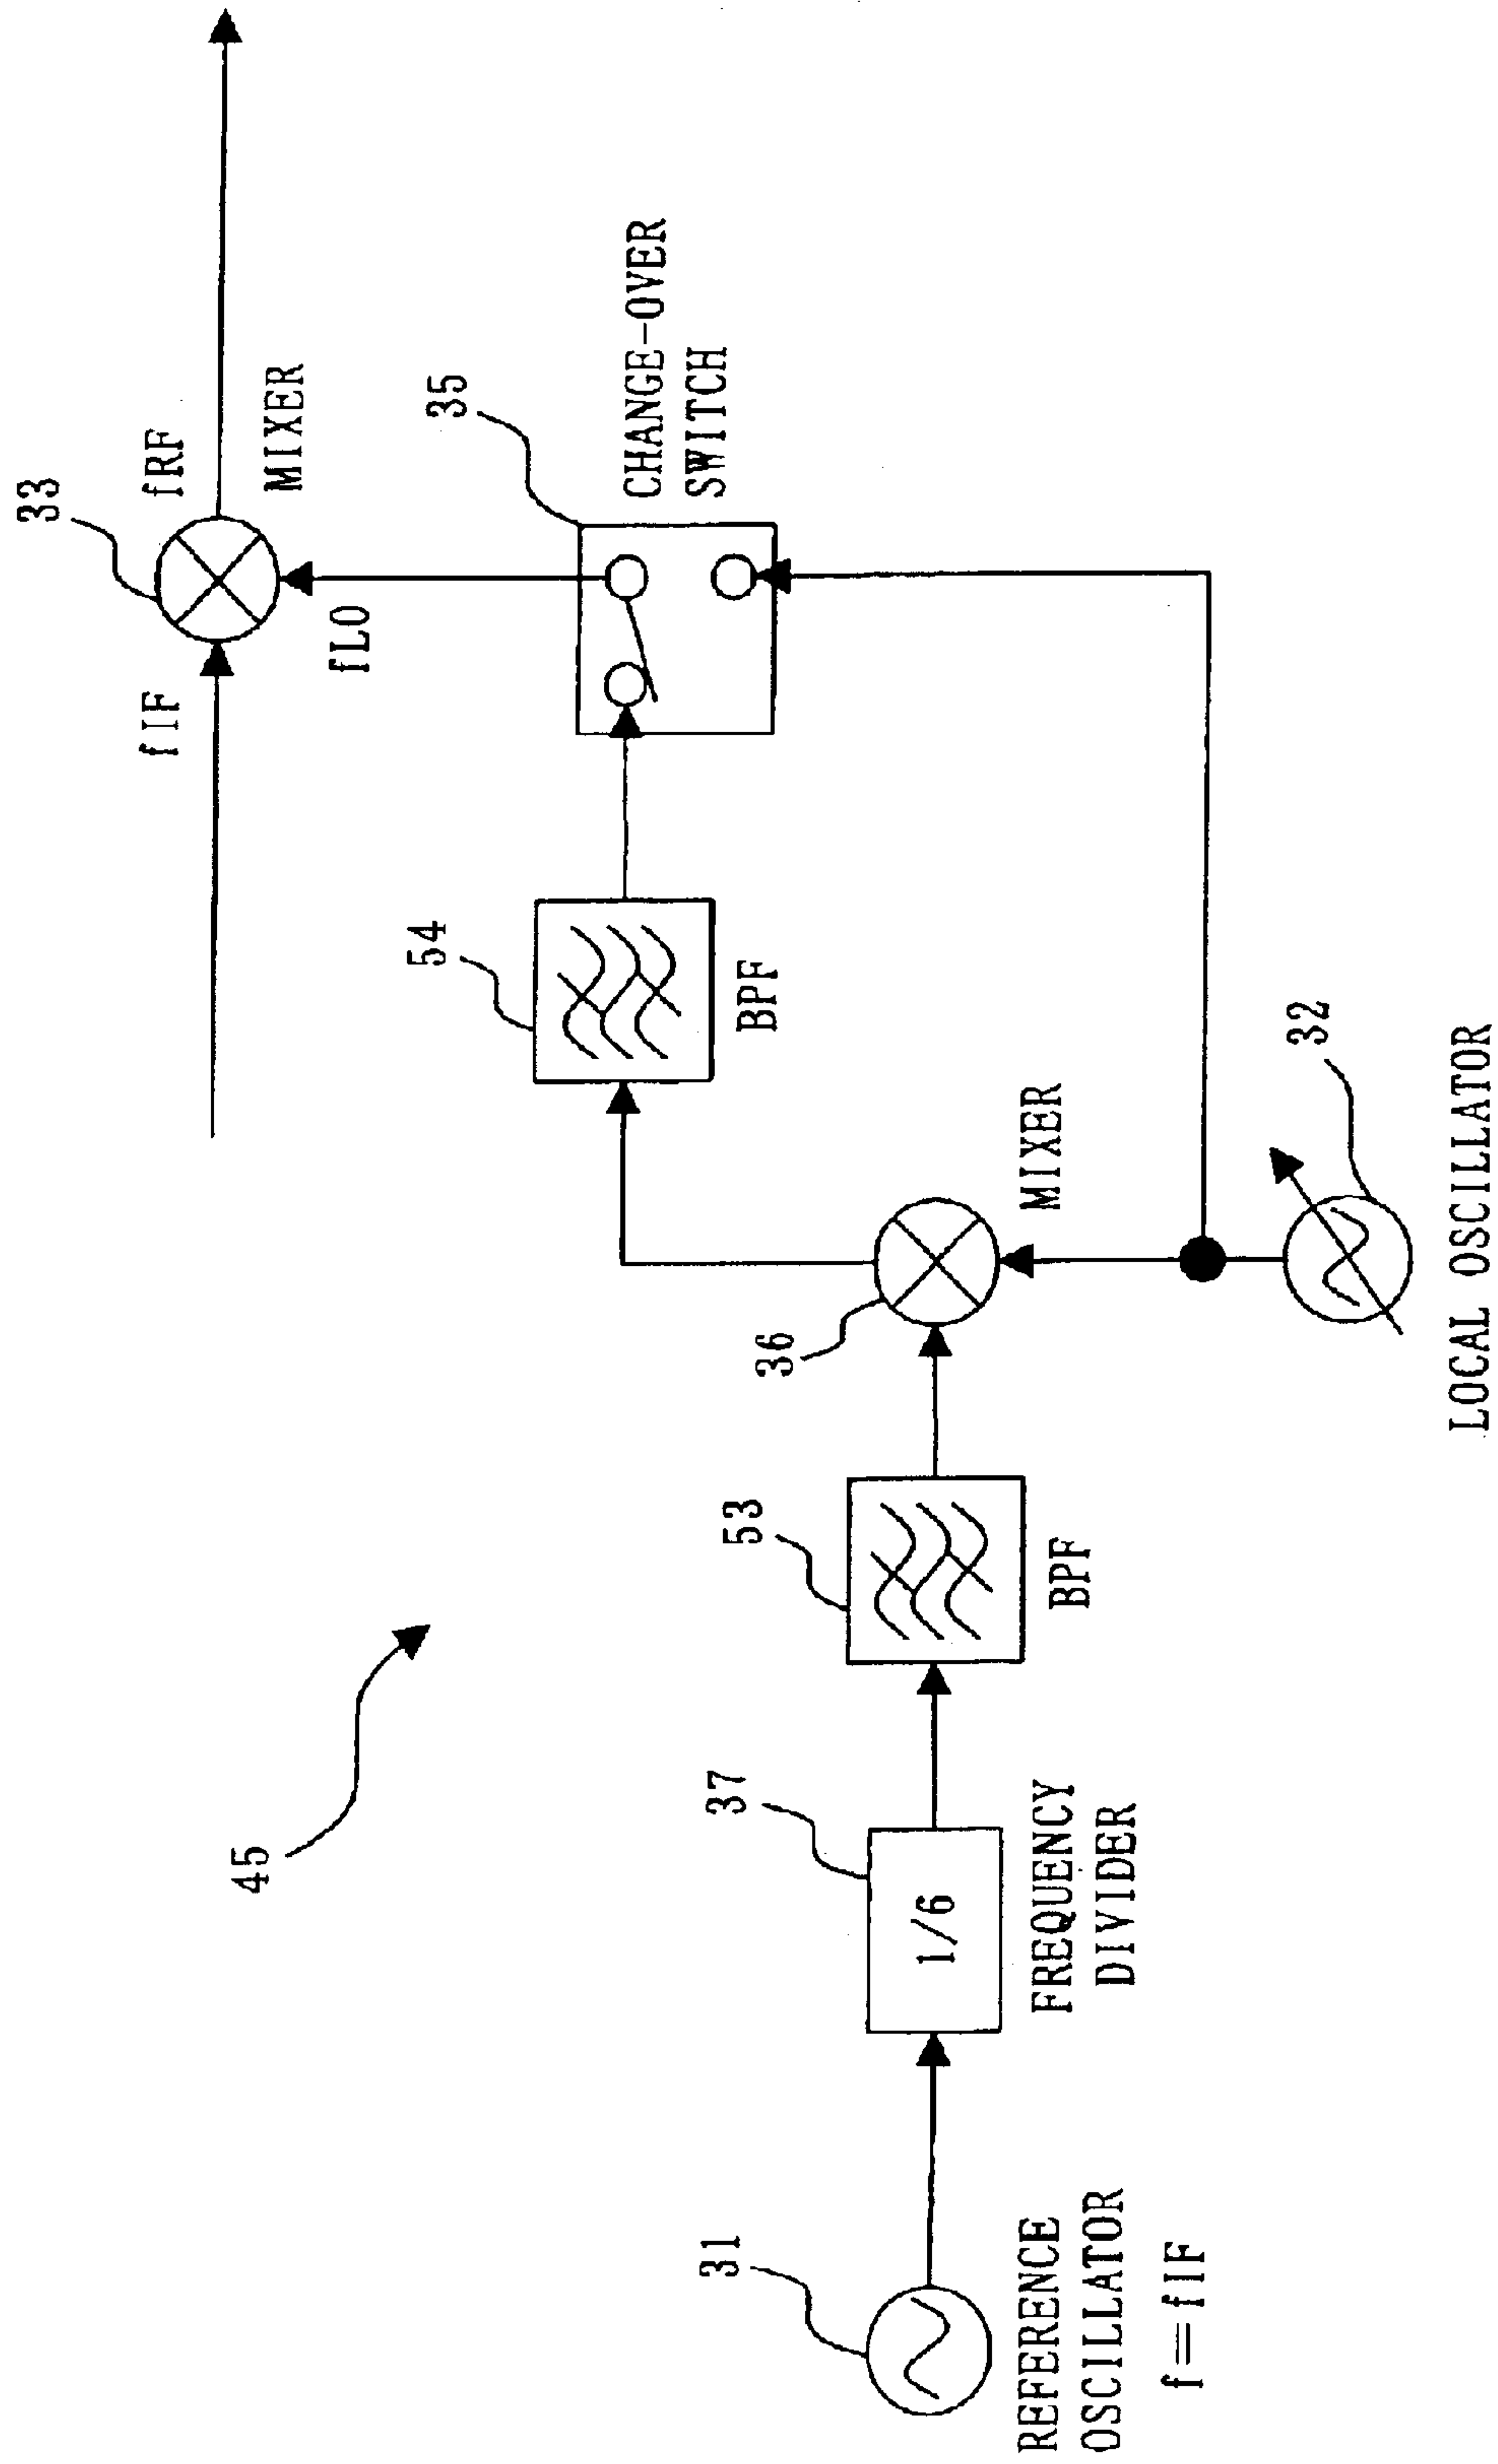 33
fIF
fRF
MIXER
fLO
35
CHANGE-OVER
SWITCH
54
BPF
45
36
MIXER
53
BPF
37
1/6
FREQUENCY
DIVIDER
31
REFERENCE
OSCILLATOR
f=fIF
32
LOCAL OSCILLATOR